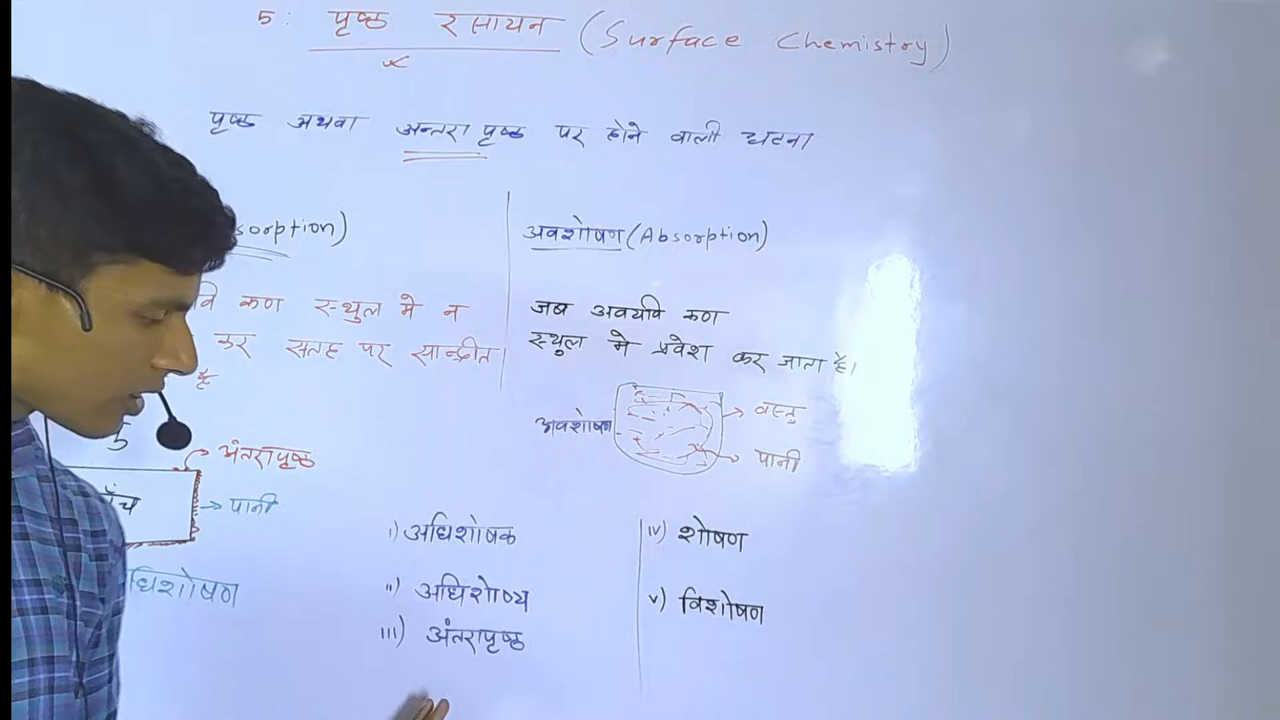 5: पृष्ठ रसायन (Surface Chemistry)
पृष्ठ अथवा अन्तरा पृष्ठ पर होने वाली घटना
sorption)
वि कण स्थुल मे न
कर सतह पर सान्द्रीत
है
अंतरापृष्ठ
ँच
→ पानी
धिशोषण
अवशोषण (Absorption)
जब अवयवि कण
स्थुल मे प्रवेश कर जाता है।
अवशोषण
→ वस्तु
→ पानी
i) अधिशोषक
ii) अधिशोष्य
iii) अंतरापृष्ठ
iv) शोषण
v) विशोषण